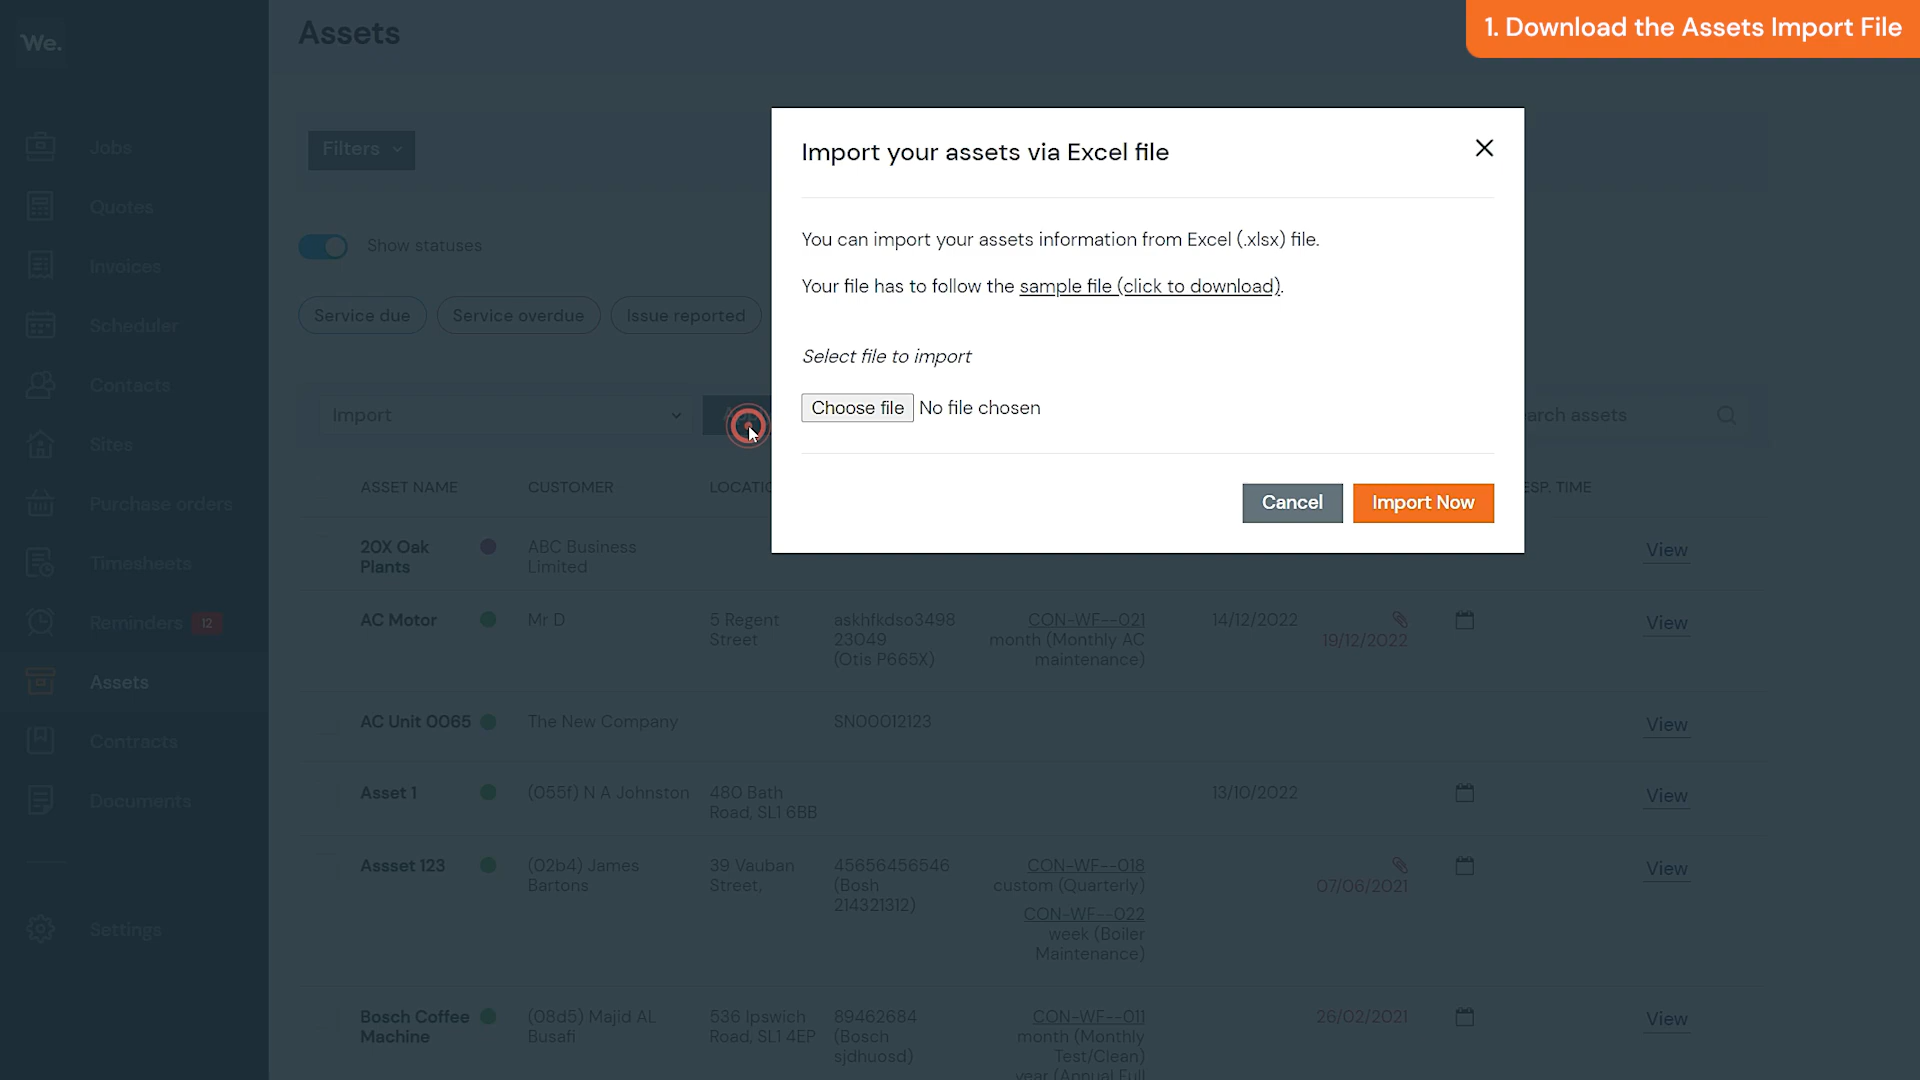 We.
Assets
1. Download the Assets Import File
Jobs
Quotes
Invoices
Scheduler
Contacts
Sites
Purchase orders
Timesheets
Reminders 12
Assets
Contracts
Documents
Settings
Filters
Show statuses
Service due
Service overdue
Issue reported
Import
arch assets
Import your assets via Excel file
You can import your assets information from Excel (.xlsx) file.
Your file has to follow the sample file (click to download).
Select file to import
Choose file No file chosen
Cancel
Import Now
ASSET NAME CUSTOMER LOCATIO ESP. TIME
20X Oak
Plants
ABC Business
Limited
View
AC Motor
Mr D
5 Regent
Street
askhfkdso3498
23049
(Otis P665X)
CON-WF--021
month (Monthly AC
maintenance)
14/12/2022
19/12/2022
View
AC Unit 0065
The New Company
SN00012123
View
Asset 1
(055f) N A Johnston
480 Bath
Road, SL1 6BB
13/10/2022
View
Assset 123
(02b4) James
Bartons
39 Vauban
Street,
45656456546
(Bosh
214321312)
CON-WF--018
custom (Quarterly)
CON-WF--022
week (Boiler
Maintenance)
07/06/2021
View
Bosch Coffee
Machine
(08d5) Majid AL
Busafi
536 Ipswich
Road, SL1 4EP
89462684
(Bosch
sjdhuosd)
CON-WF--011
month (Monthly
Test/Clean)
year (Annual Full
26/02/2021
View